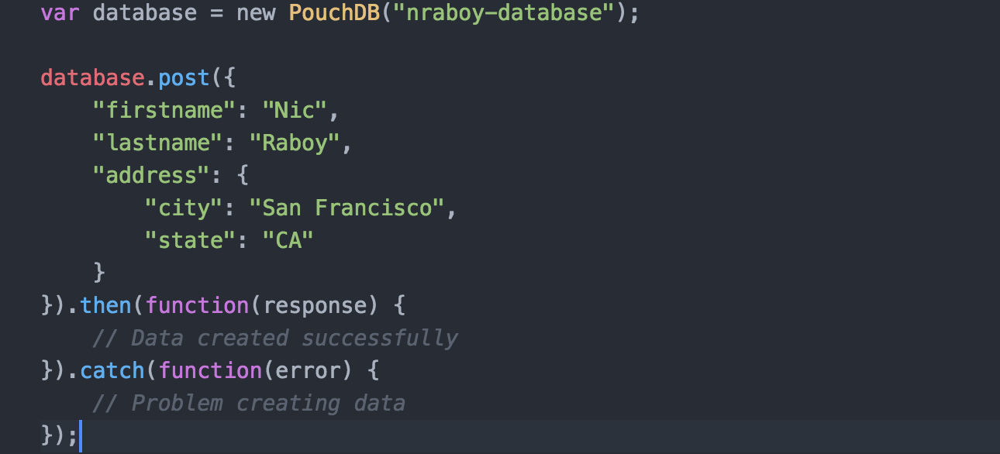 var database = new PouchDB("nraboy-database");
database.post({
    "firstname": "Nic",
    "lastname": "Raboy",
    "address": {
        "city": "San Francisco",
        "state": "CA"
    }
}).then(function(response) {
    // Data created successfully
}).catch(function(error) {
    // Problem creating data
});